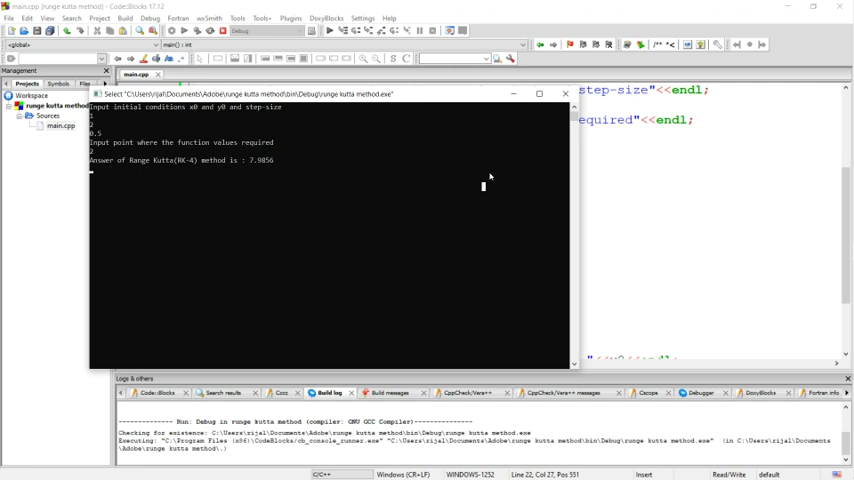 main.cpp [runge kutta method] - Code::Blocks 17.12
File Edit View Search Project Build Debug Fortran wxSmith Tools Tools+ Plugins DoxyBlocks Settings Help
Debug
<global> main() : int
Management main.cpp
Projects Symbols Files
Workspace
runge kutta method
Sources
main.cpp
Select "C:\Users\rijal\Documents\Adobe\runge kutta method\bin\Debug\runge kutta method.exe"
Input initial conditions x0 and y0 and step-size
1
2
0.5
Input point where the function values required
2
Answer of Range Kutta(RK-4) method is : 7.9856
step-size"<<endl;
equired"<<endl;
Logs & others
Code::Blocks Search results Cccc Build log Build messages CppCheck/Vera++ CppCheck/Vera++ messages Cscope Debugger DoxyBlocks Fortran info
-------------- Run: Debug in runge kutta method (compiler: GNU GCC Compiler)---------------
Checking for existence: C:\Users\rijal\Documents\Adobe\runge kutta method\bin\Debug\runge kutta method.exe
Executing: "C:\Program Files (x86)\CodeBlocks/cb_console_runner.exe" "C:\Users\rijal\Documents\Adobe\runge kutta method\bin\Debug\runge kutta method.exe"  (in C:\Users\rijal\Documents
\Adobe\runge kutta method\.)
C/C++ Windows (CR+LF) WINDOWS-1252 Line 22, Col 27, Pos 551 Insert Read/Write default